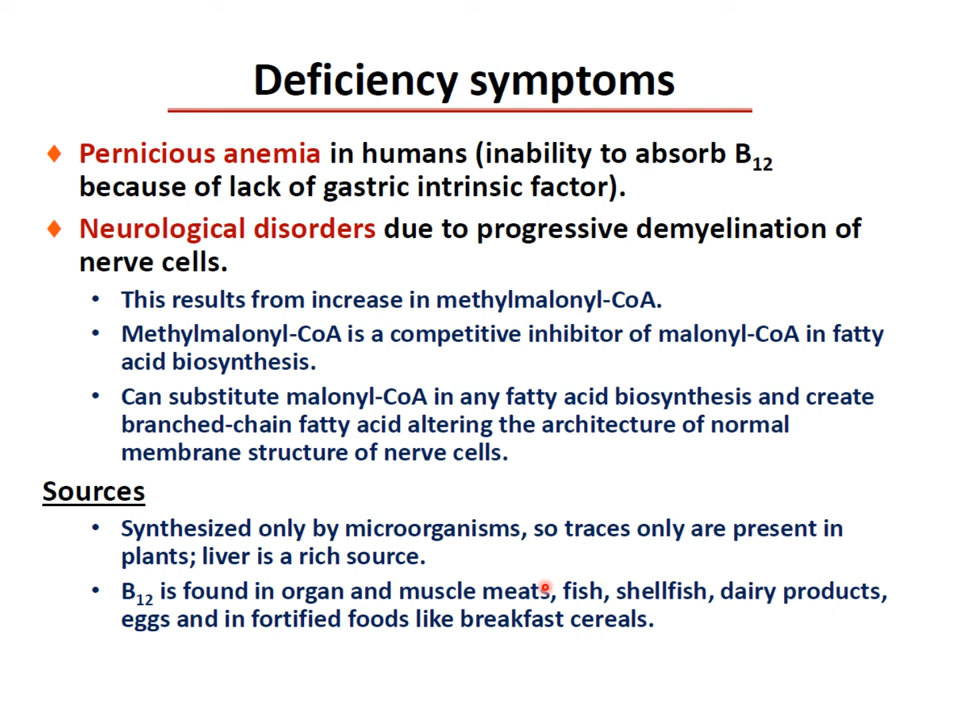 Deficiency symptoms
♦ Pernicious anemia in humans (inability to absorb B12
because of lack of gastric intrinsic factor).
♦ Neurological disorders due to progressive demyelination of
nerve cells.
• This results from increase in methylmalonyl-CoA.
• Methylmalonyl-CoA is a competitive inhibitor of malonyl-CoA in fatty
acid biosynthesis.
• Can substitute malonyl-CoA in any fatty acid biosynthesis and create
branched-chain fatty acid altering the architecture of normal
membrane structure of nerve cells.
Sources
• Synthesized only by microorganisms, so traces only are present in
plants; liver is a rich source.
• B12 is found in organ and muscle meats, fish, shellfish, dairy products,
eggs and in fortified foods like breakfast cereals.